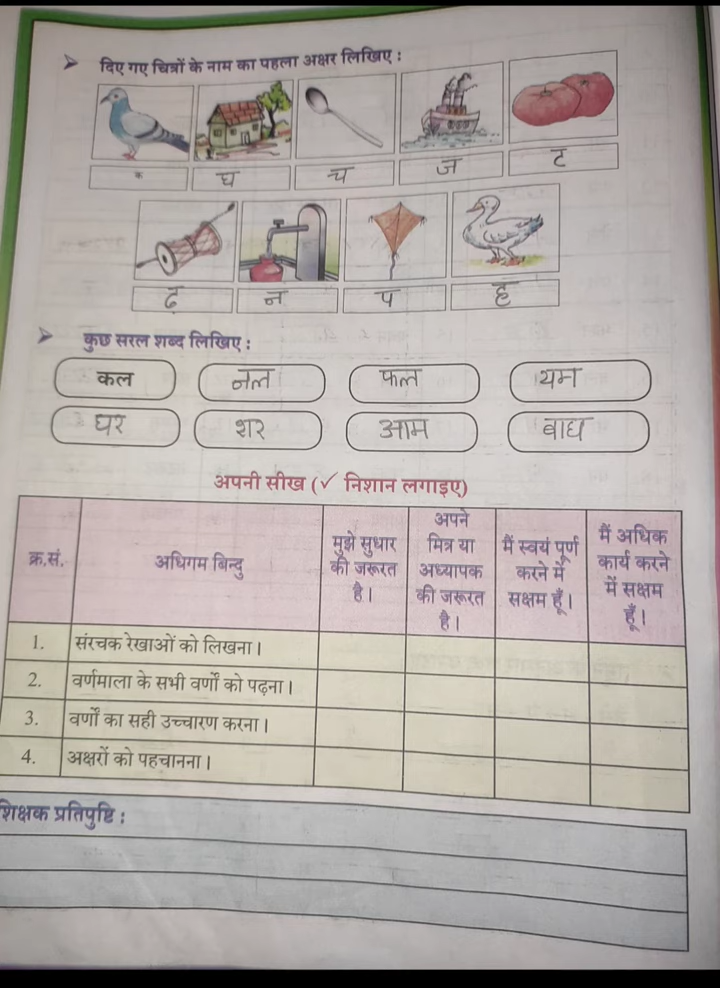 दिए गए चित्रों के नाम का पहला अक्षर लिखिए :
क घ च ज ट
ढ़ न प ह
कुछ सरल शब्द लिखिए :
कल नल फल यम
घर शर आम बाघ
अपनी सीख (✓ निशान लगाइए)
क्र.सं. अधिगम बिन्दु मुझे सुधार की जरूरत है। अपने मित्र या अध्यापक की जरूरत है। मैं स्वयं पूर्ण करने में सक्षम हूँ। मैं अधिक कार्य करने में सक्षम हूँ।
1. संरचक रेखाओं को लिखना।
2. वर्णमाला के सभी वर्णों को पढ़ना।
3. वर्णों का सही उच्चारण करना।
4. अक्षरों को पहचानना।
शिक्षक प्रतिपुष्टि :